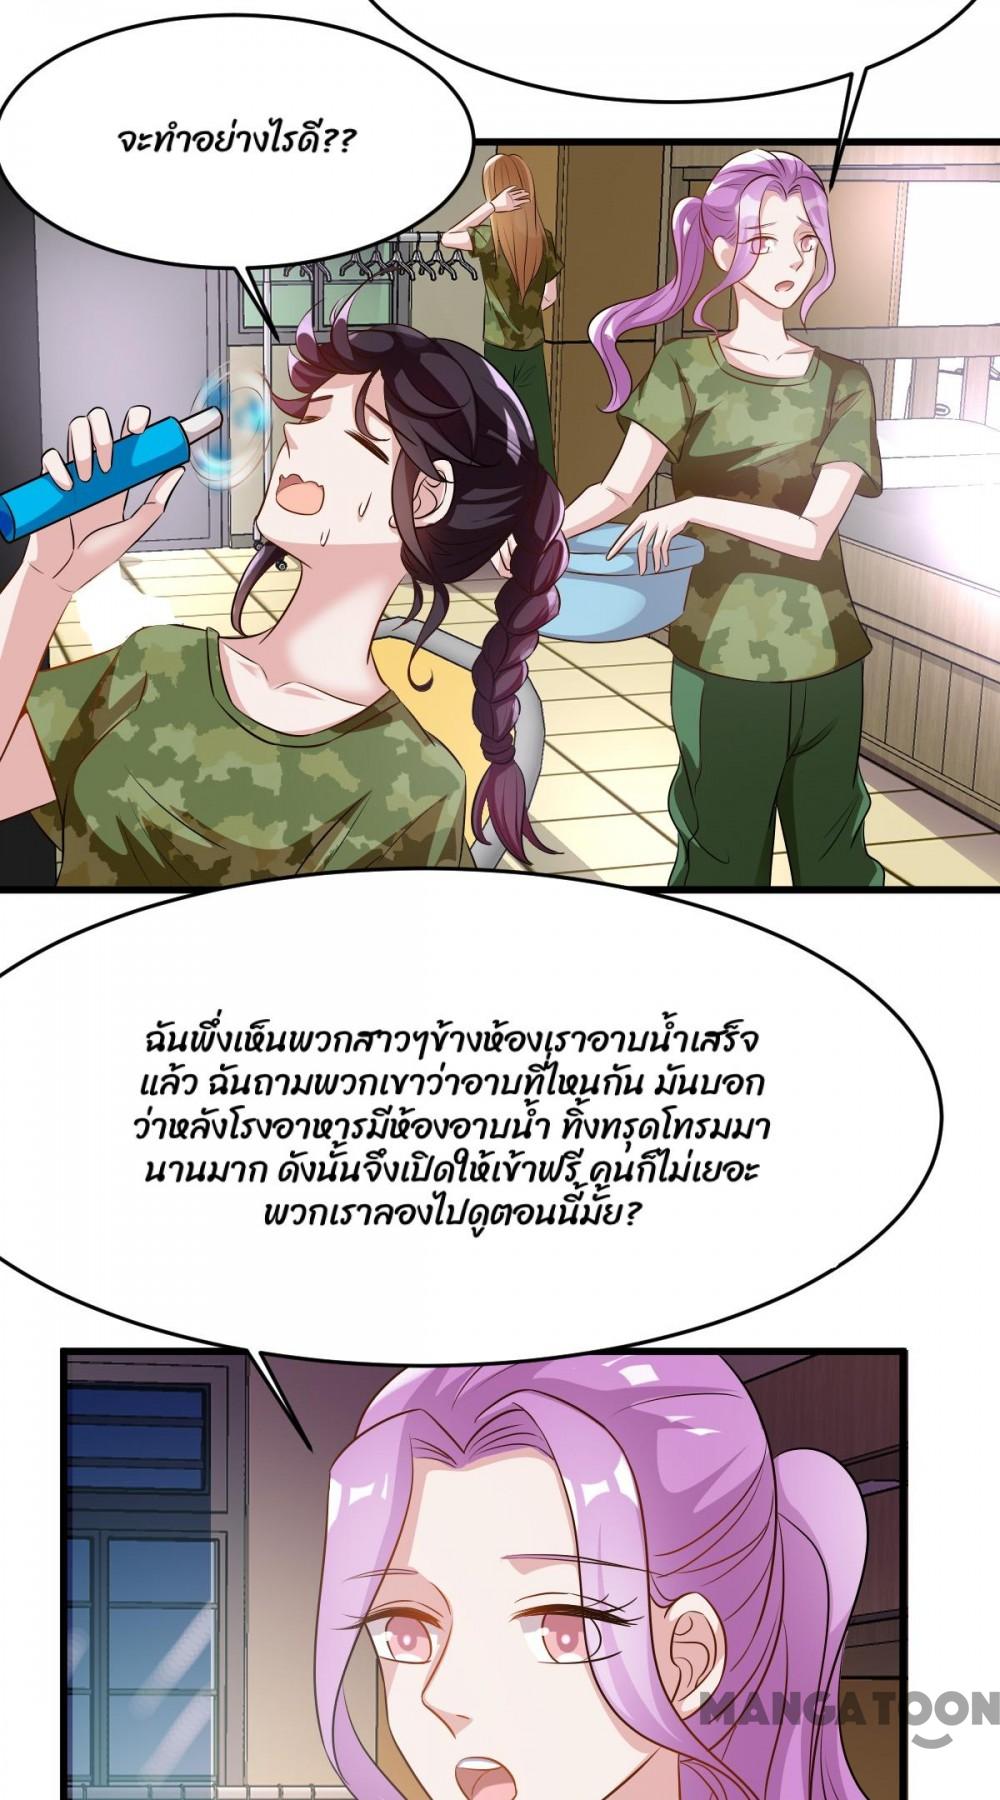 จะทำอย่างไรดี??
ฉันพึ่งเห็นพวกสาวๆข้างห้องเราอาบน้ำเสร็จ
แล้ว ฉันถามพวกเขาว่าอาบที่ไหนกัน มันบอก
ว่าหลังโรงอาหารมีห้องอาบน้ำ ทิ้งทรุดโทรมมา
นานมาก ดังนั้นจึงเปิดให้เข้าฟรี คนก็ไม่เยอะ
พวกเราลองไปดูตอนนี้มั้ย?
MANGATOON